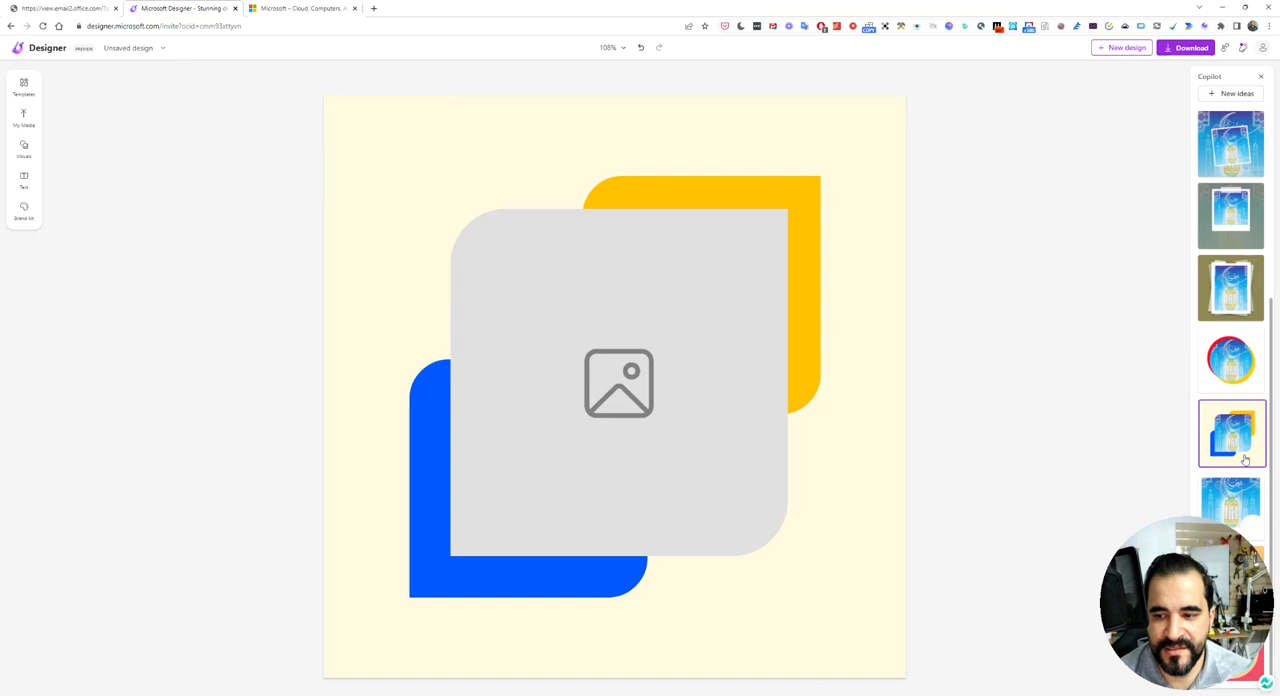 https://view.email2.office.com/?
Microsoft Designer - Stunning d
Microsoft – Cloud, Computers, A
designer.microsoft.com/invite?ocid=cmm93xttyvn
Designer
PREVIEW
Unsaved design
108%
New design
Download
Templates
My Media
Visuals
Text
Brand kit
Copilot
New ideas